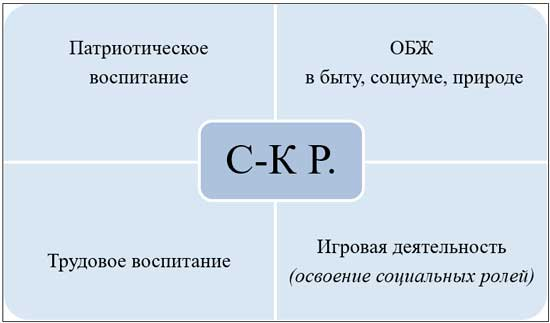 Патриотическое
воспитание
ОБЖ
в быту, социуме, природе
С-К Р.
Трудовое воспитание
Игровая деятельность
(освоение социальных ролей)